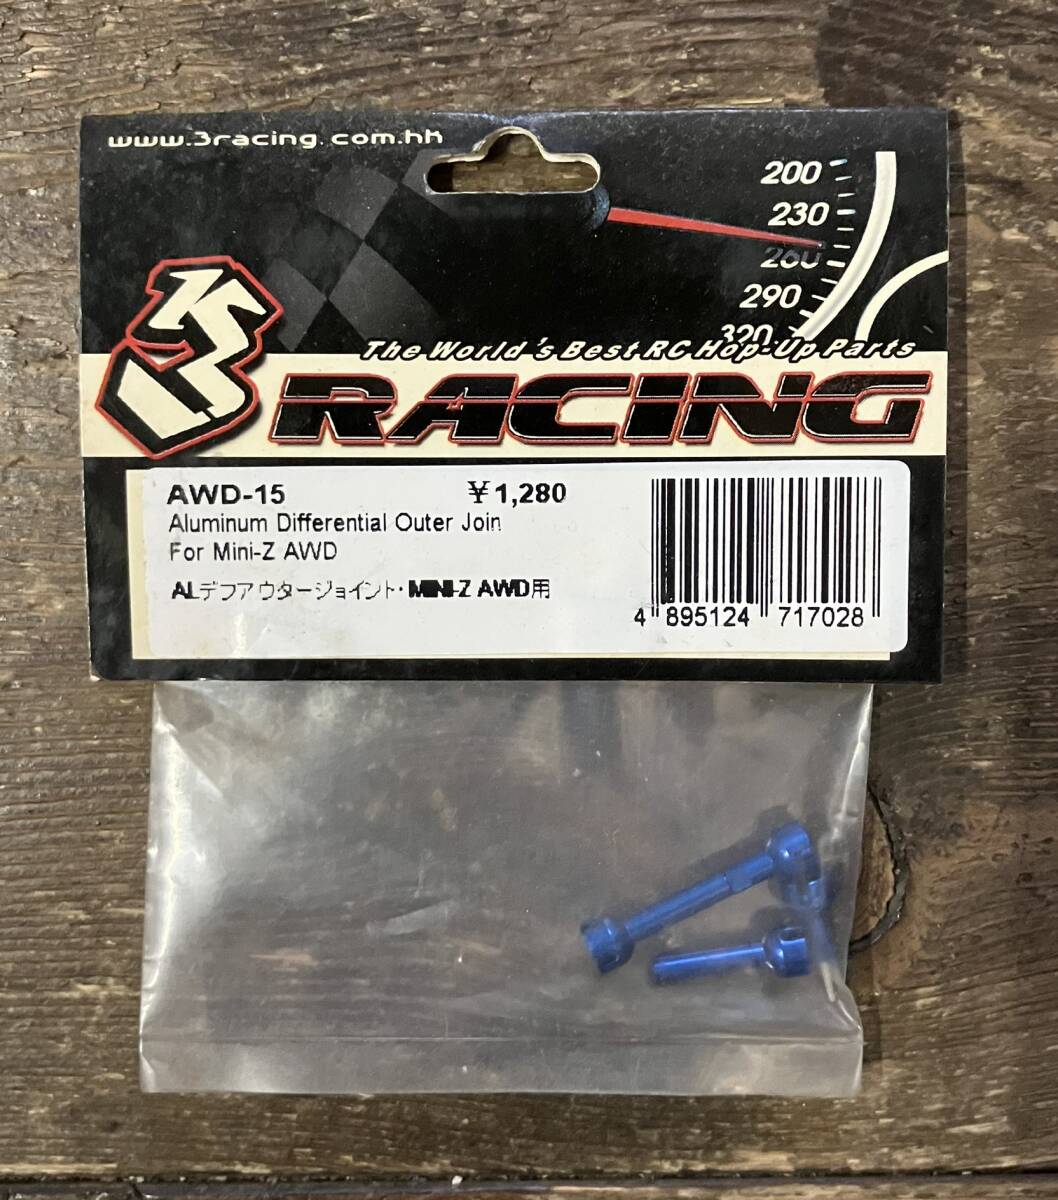 www.3racing.com.hk
200
230
260
290
320
The World's Best RC Hop-Up Parts
3 RACING
AWD-15 ¥1,280
Aluminum Differential Outer Join
For Mini-Z AWD
ALデフアウタージョイント・MINI-Z AWD用
4 895124 717028